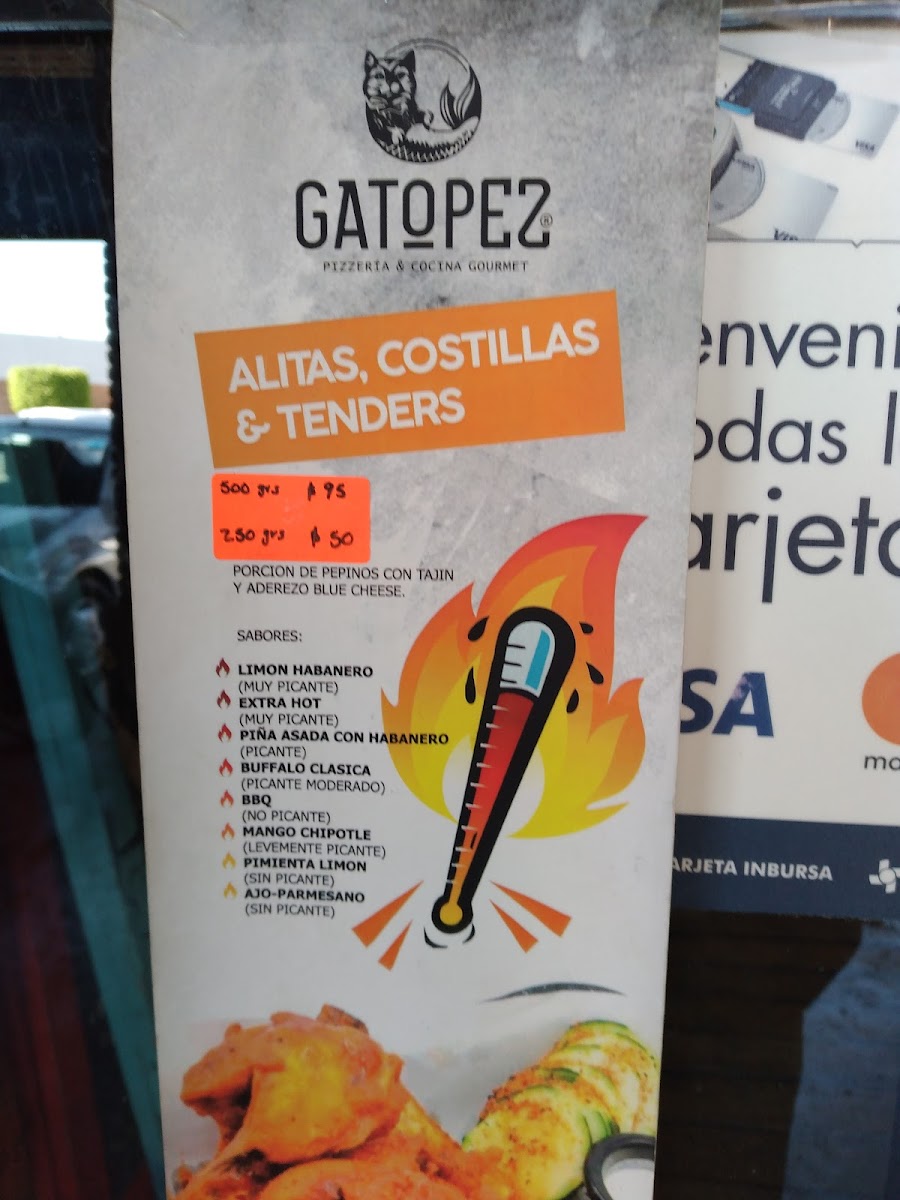 GATOPEZ®
PIZZERÍA & COCINA GOURMET
ALITAS, COSTILLAS
& TENDERS
500 grs $ 95
250 grs $ 50
PORCION DE PEPINOS CON TAJIN
Y ADEREZO BLUE CHEESE.
SABORES:
LIMON HABANERO
(MUY PICANTE)
EXTRA HOT
(MUY PICANTE)
PIÑA ASADA CON HABANERO
(PICANTE)
BUFFALO CLASICA
(PICANTE MODERADO)
BBQ
(NO PICANTE)
MANGO CHIPOTLE
(LEVEMENTE PICANTE)
PIMIENTA LIMON
(SIN PICANTE)
AJO-PARMESANO
(SIN PICANTE)
VISA
enveni
odas l
arjeta
SA
ma
ARJETA INBURSA